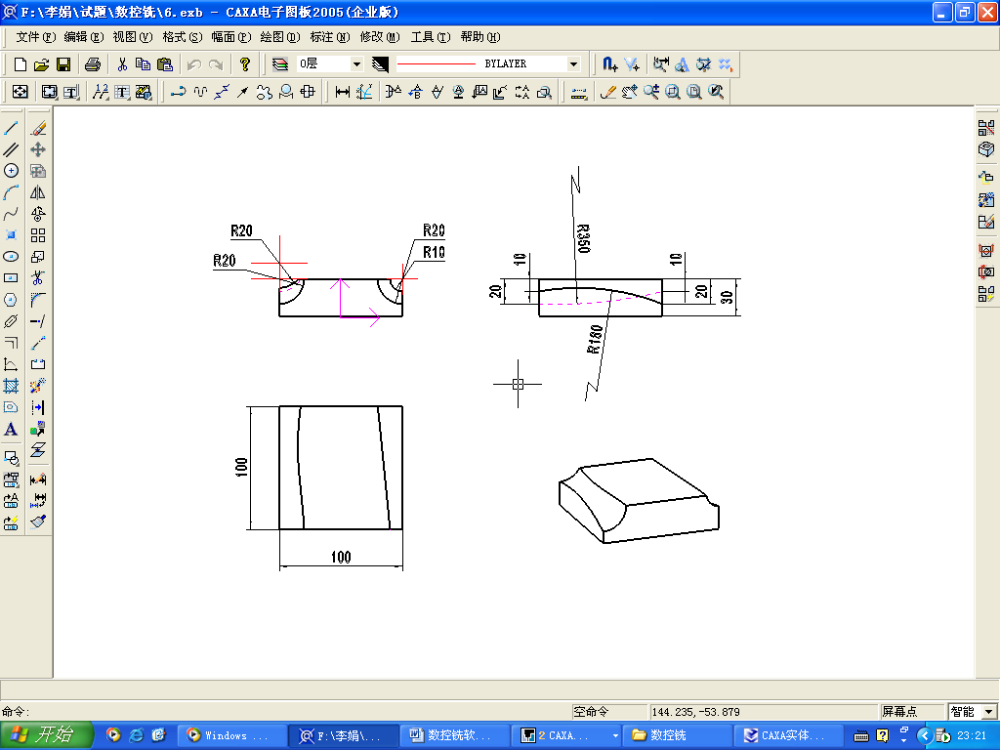 F:\李娟\试题\数控铣\6.exb - CAXA电子图板2005(企业版)
文件(F) 编辑(E) 视图(V) 格式(S) 幅面(P) 绘图(D) 标注(N) 修改(M) 工具(T) 帮助(H)
0层 BYLAYER
R20
R20
R20
R10
R350
10
20
10
20
30
R180
100
100
命令:
空命令
144.235,-53.879
屏幕点
智能
开始
Windows ...
F:\李娟\...
数控铣软...
2 CAXA...
数控铣
CAXA实体...
23:21